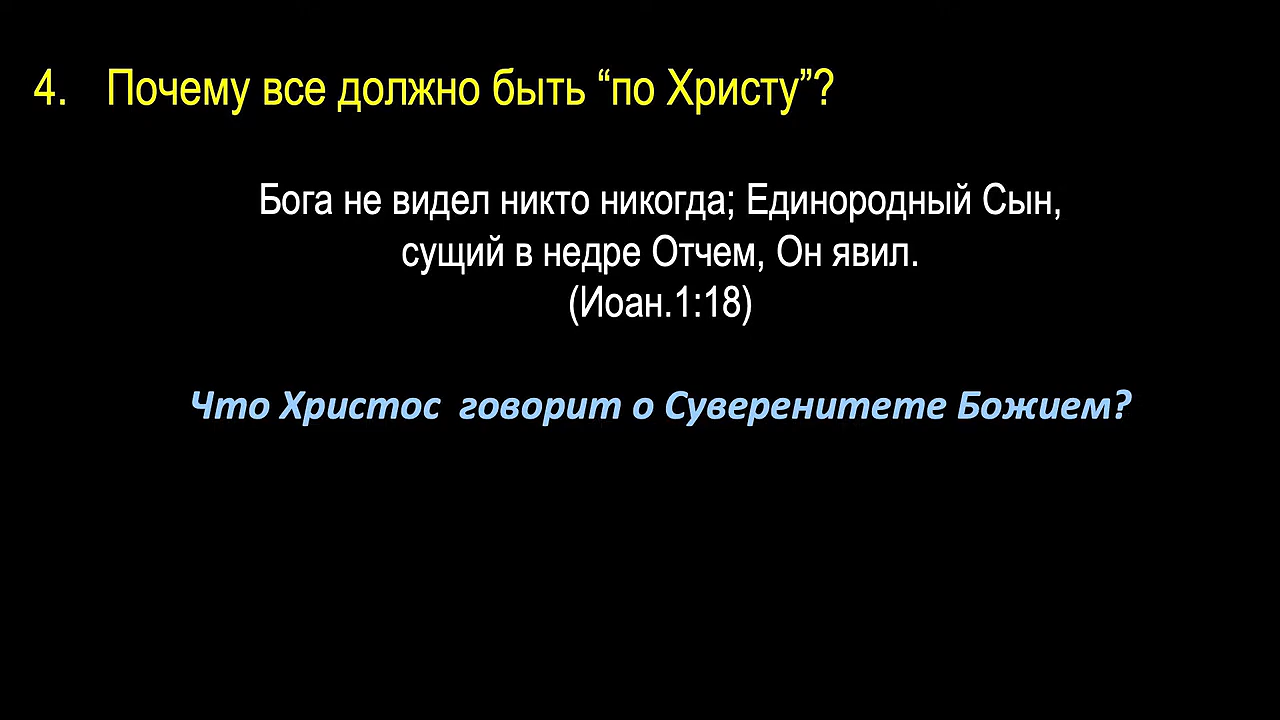 4. Почему все должно быть “по Христу”?
Бога не видел никто никогда; Единородный Сын,
сущий в недре Отчем, Он явил.
(Иоан.1:18)
Что Христос говорит о Суверенитете Божием?